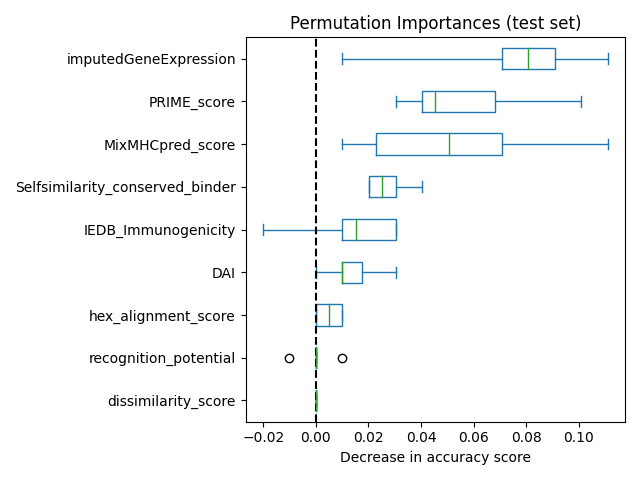 Permutation Importances (test set)
imputedGeneExpression
PRIME_score
MixMHCpred_score
Selfsimilarity_conserved_binder
IEDB_Immunogenicity
DAI
hex_alignment_score
recognition_potential
dissimilarity_score
−0.02 0.00 0.02 0.04 0.06 0.08 0.10
Decrease in accuracy score